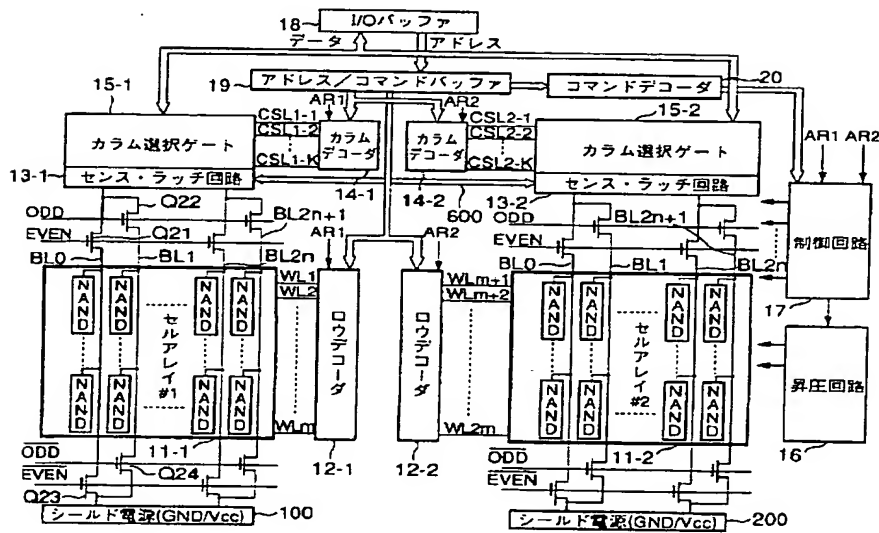 18
I/Oバッファ
データ
アドレス
19
アドレス／コマンドバッファ
コマンドデコーダ
20
15-1
15-2
AR1
AR2
CSL1-1
CSL1-2
CSL1-K
カラム選択ゲート
カラムデコーダ
カラムデコーダ
CSL2-1
CSL2-2
CSL2-K
カラム選択ゲート
AR1 AR2
13-1
センス・ラッチ回路
14-1
14-2
600
13-2
センス・ラッチ回路
ODD
Q22
BL2n+1
EVEN
Q21
BL0
BL1
BL2n
AR1
AR2
ODD
BL2n+1
EVEN
BL0
BL1
BL2n
制御回路
17
WL1
WL2
WLm
ロウデコーダ
ロウデコーダ
WLm+1
WLm+2
WL2m
NAND
NAND
NAND
NAND
NAND
NAND
NAND
NAND
セルアレイ#1
NAND
NAND
NAND
NAND
NAND
NAND
NAND
NAND
セルアレイ#2
昇圧回路
16
11-1
12-1
12-2
11-2
O̅D̅D̅
E̅V̅E̅N̅
Q24
Q23
O̅D̅D̅
E̅V̅E̅N̅
シールド電源(GND/Vcc)
100
シールド電源(GND/Vcc)
200